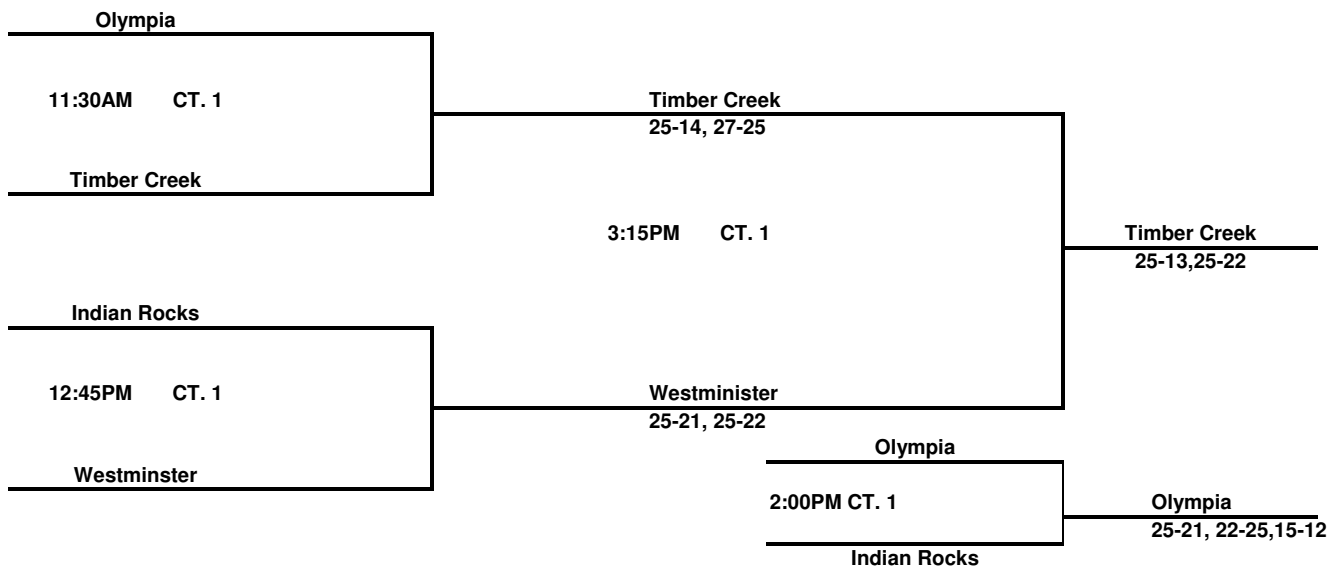 Olympia
11:30AM CT. 1
Timber Creek
25-14, 27-25
Timber Creek
3:15PM CT. 1
Timber Creek
25-13,25-22
Indian Rocks
12:45PM CT. 1
Westminister
25-21, 25-22
Westminster
Olympia
2:00PM CT. 1
Olympia
25-21, 22-25,15-12
Indian Rocks